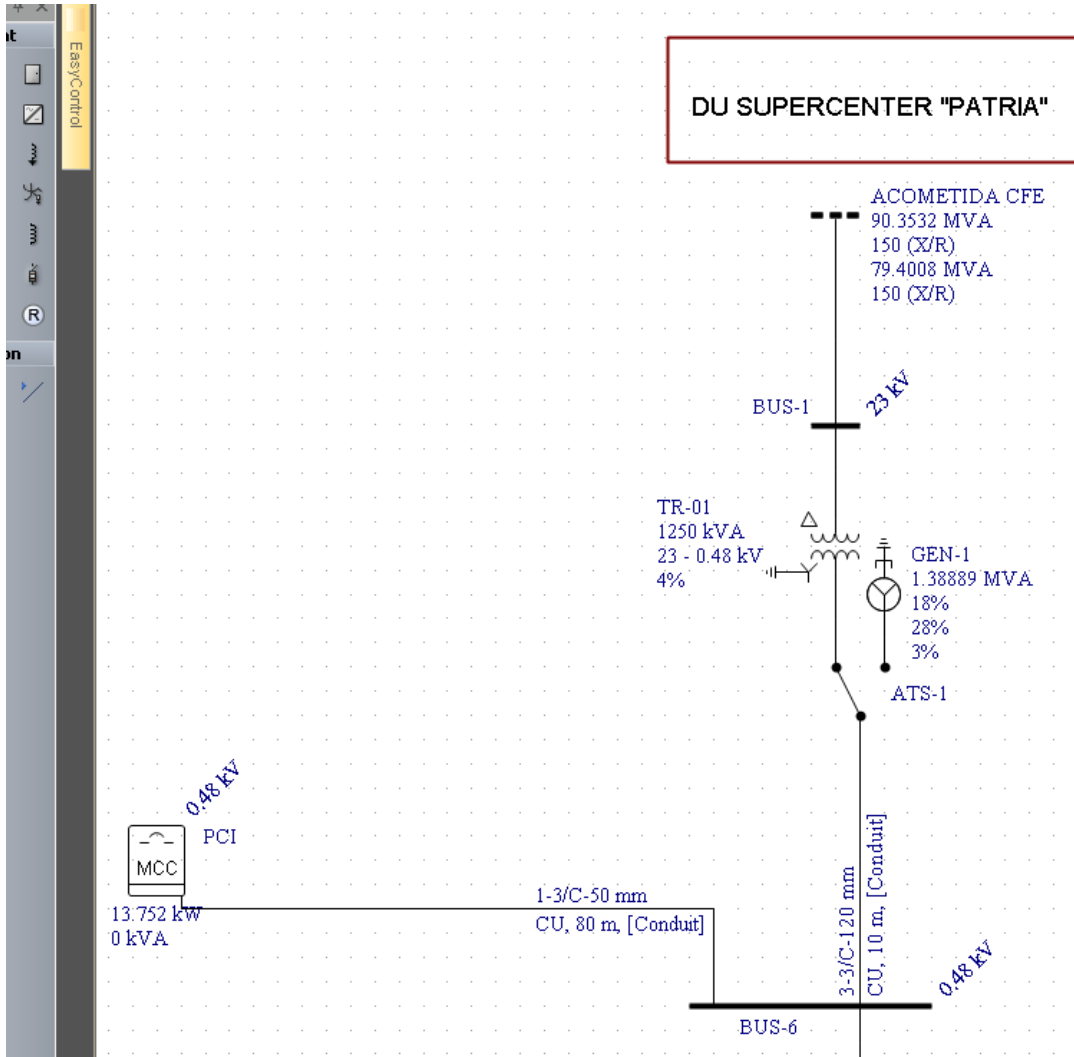 nt
EasyControl
R
on
DU SUPERCENTER "PATRIA"
ACOMETIDA CFE
90.3532 MVA
150 (X/R)
79.4008 MVA
150 (X/R)
BUS-1
23 kV
TR-01
1250 kVA
23 - 0.48 kV
4%
GEN-1
1.38889 MVA
18%
28%
3%
ATS-1
0.48 kV
PCI
MCC
13.752 kW
0 kVA
1-3/C-50 mm
CU, 80 m, [Conduit]
3-3/C-120 mm
CU, 10 m, [Conduit]
0.48 kV
BUS-6